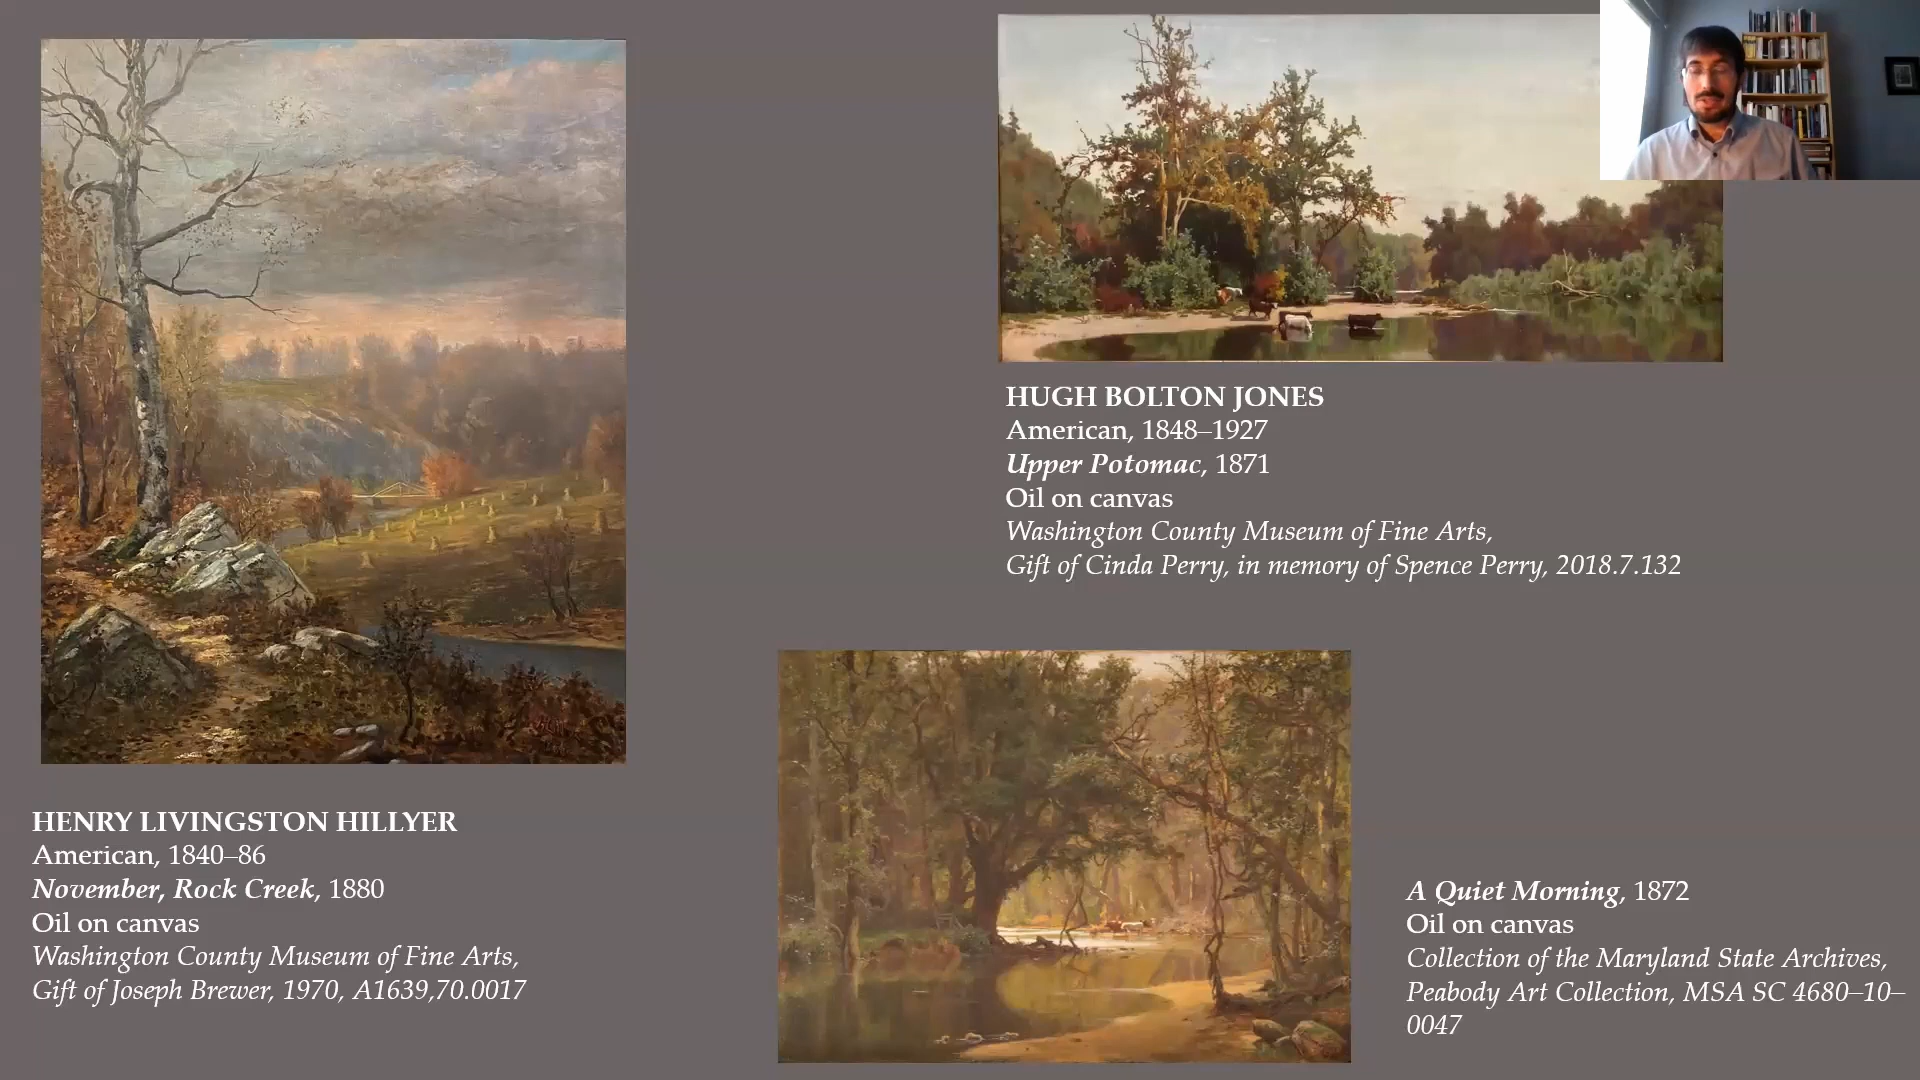 HUGH BOLTON JONES
American, 1848–1927
Upper Potomac, 1871
Oil on canvas
Washington County Museum of Fine Arts,
Gift of Cinda Perry, in memory of Spence Perry, 2018.7.132
HENRY LIVINGSTON HILLYER
American, 1840–86
November, Rock Creek, 1880
Oil on canvas
Washington County Museum of Fine Arts,
Gift of Joseph Brewer, 1970, A1639,70.0017
A Quiet Morning, 1872
Oil on canvas
Collection of the Maryland State Archives,
Peabody Art Collection, MSA SC 4680–10–
0047